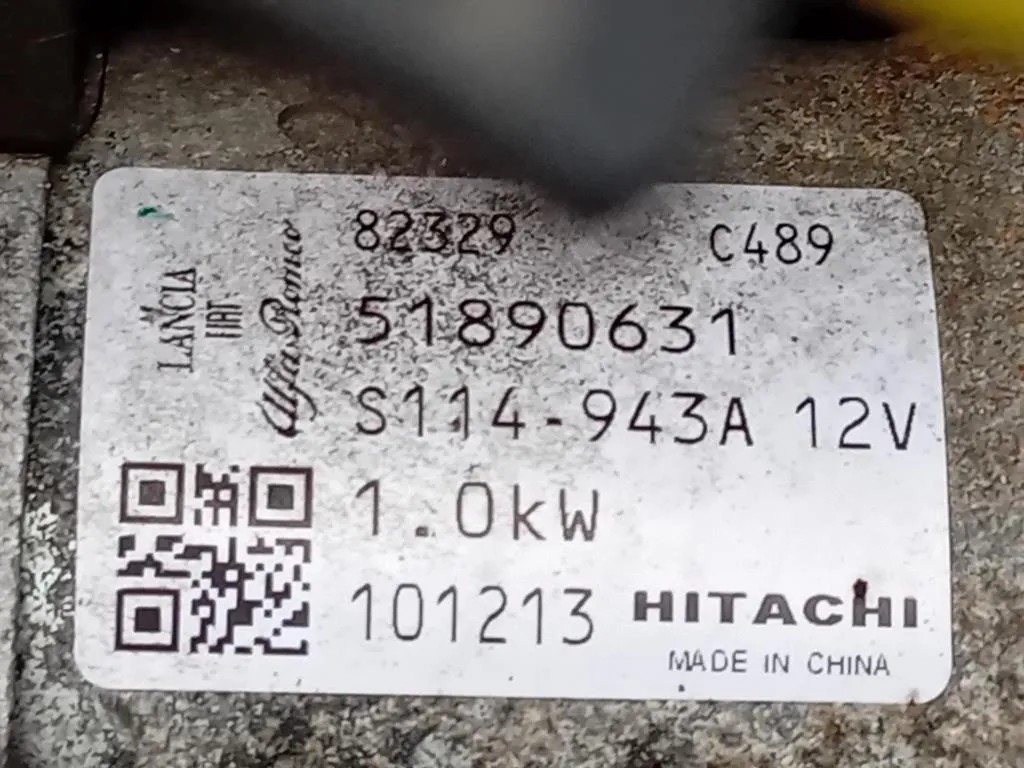 82329 C489
LANCIA
FIAT
Alfa Romeo
51890631
S114-943A 12V
1.0kW
101213 HITACHI
MADE IN CHINA